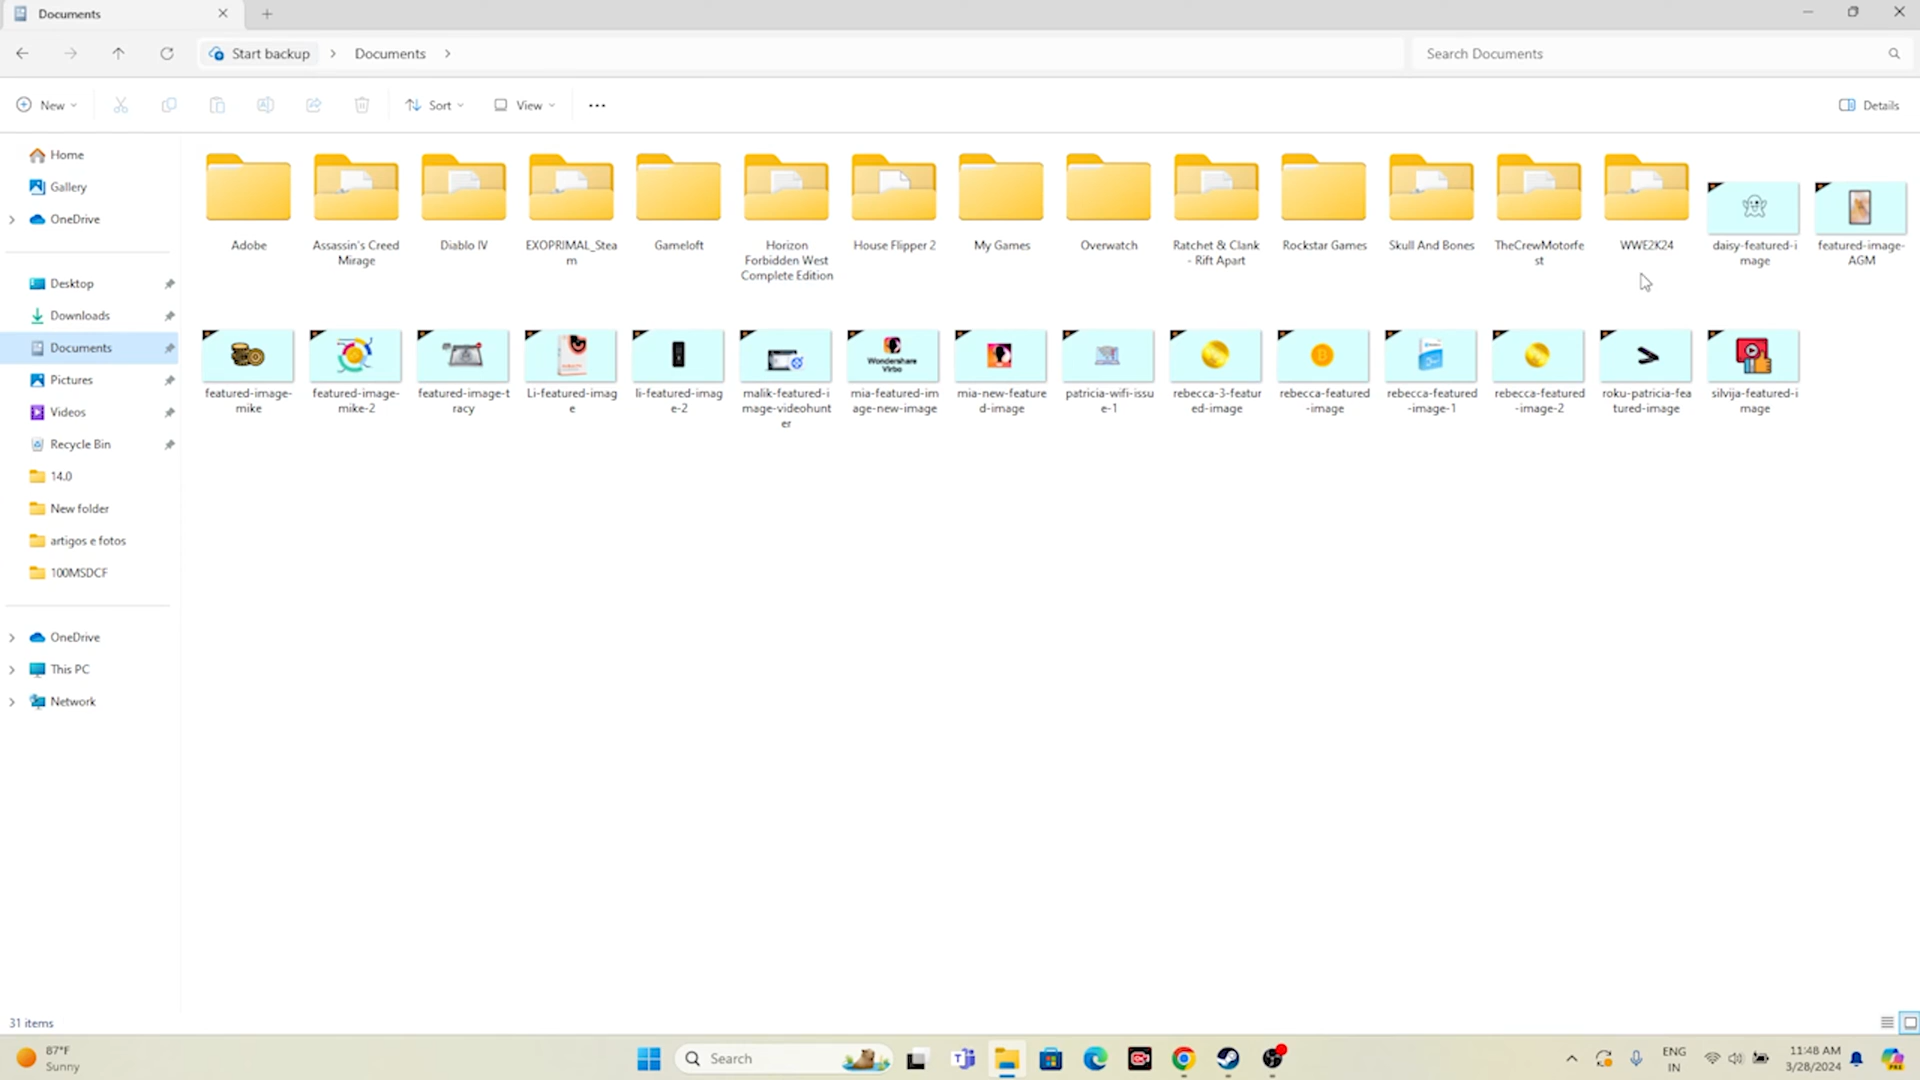 Documents
Start backup
Documents
Search Documents
New
Sort
View
Details
Home
Gallery
OneDrive
Desktop
Downloads
Documents
Pictures
Videos
Recycle Bin
14.0
New folder
artigos e fotos
100MSDCF
OneDrive
This PC
Network
Adobe
Assassin's Creed
Mirage
Diablo IV
EXOPRIMAL_Stea
m
Gameloft
Horizon
Forbidden West
Complete Edition
House Flipper 2
My Games
Overwatch
Ratchet & Clank
- Rift Apart
Rockstar Games
Skull And Bones
TheCrewMotorfe
st
WWE2K24
daisy-featured-i
mage
featured-image-
AGM
featured-image-
mike
featured-image-
mike-2
featured-image-t
racy
Li-featured-imag
e
li-featured-imag
e-2
malik-featured-i
mage-videohunt
er
Wondershare
Virbo
mia-featured-im
age-new-image
mia-new-feature
d-image
patricia-wifi-issu
e-1
rebecca-3-featur
ed-image
rebecca-featured
-image
rebecca-featured
-image-1
rebecca-featured
-image-2
roku-patricia-fea
tured-image
silvija-featured-i
mage
31 items
87°F
Sunny
Search
ENG
IN
11:48 AM
3/28/2024